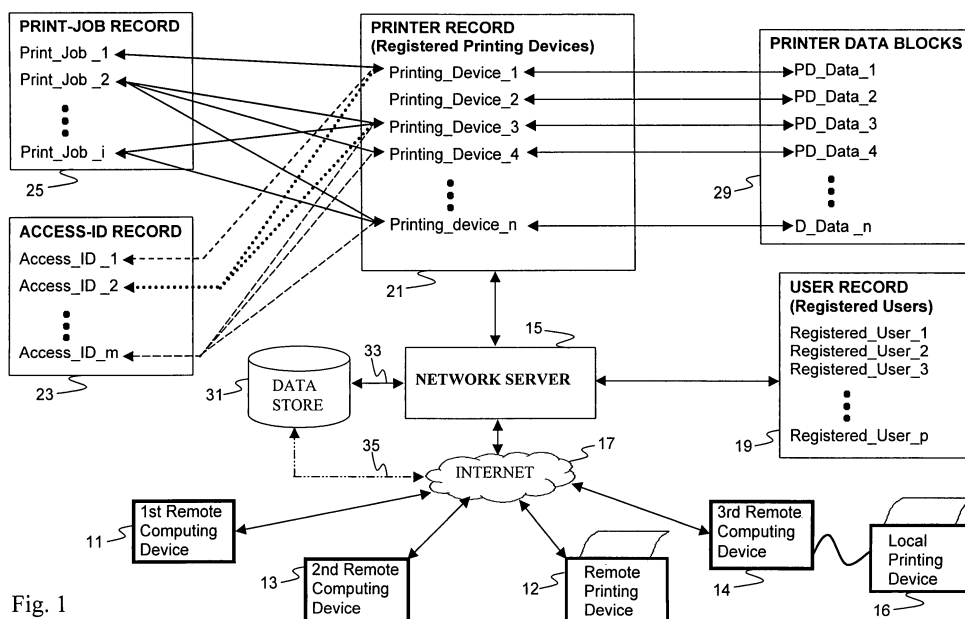 PRINT-JOB RECORD
Print_Job _1
Print_Job _2
Print_Job _i
25
ACCESS-ID RECORD
Access_ID _1
Access_ID _2
Access_ID_m
23
PRINTER RECORD
(Registered Printing Devices)
Printing_Device_1
Printing_Device_2
Printing_Device_3
Printing_Device_4
Printing_device_n
21
PRINTER DATA BLOCKS
PD_Data_1
PD_Data_2
PD_Data_3
PD_Data_4
D_Data _n
29
USER RECORD
(Registered Users)
Registered_User_1
Registered_User_2
Registered_User_3
Registered_User_p
19
15
NETWORK SERVER
33
31
DATA
STORE
35
INTERNET
17
1st Remote
Computing
Device
11
2nd Remote
Computing
Device
13
Remote
Printing
Device
12
3rd Remote
Computing
Device
14
Local
Printing
Device
16
Fig. 1